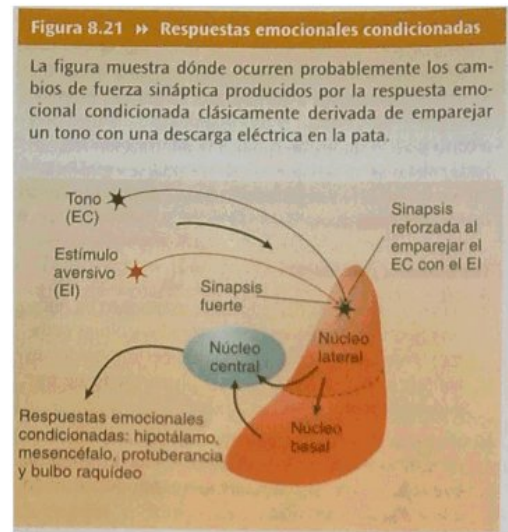 Figura 8.21 » Respuestas emocionales condicionadas
La figura muestra dónde ocurren probablemente los cam-
bios de fuerza sináptica producidos por la respuesta emo-
cional condicionada clásicamente derivada de emparejar
un tono con una descarga eléctrica en la pata.
Tono
(EC)
Sinapsis
reforzada al
emparejar el
EC con el EI
Estímulo
aversivo
(EI)
Sinapsis
fuerte
Núcleo
lateral
Núcleo
central
Núcleo
basal
Respuestas emocionales
condicionadas: hipotálamo,
mesencéfalo, protuberancia
y bulbo raquídeo